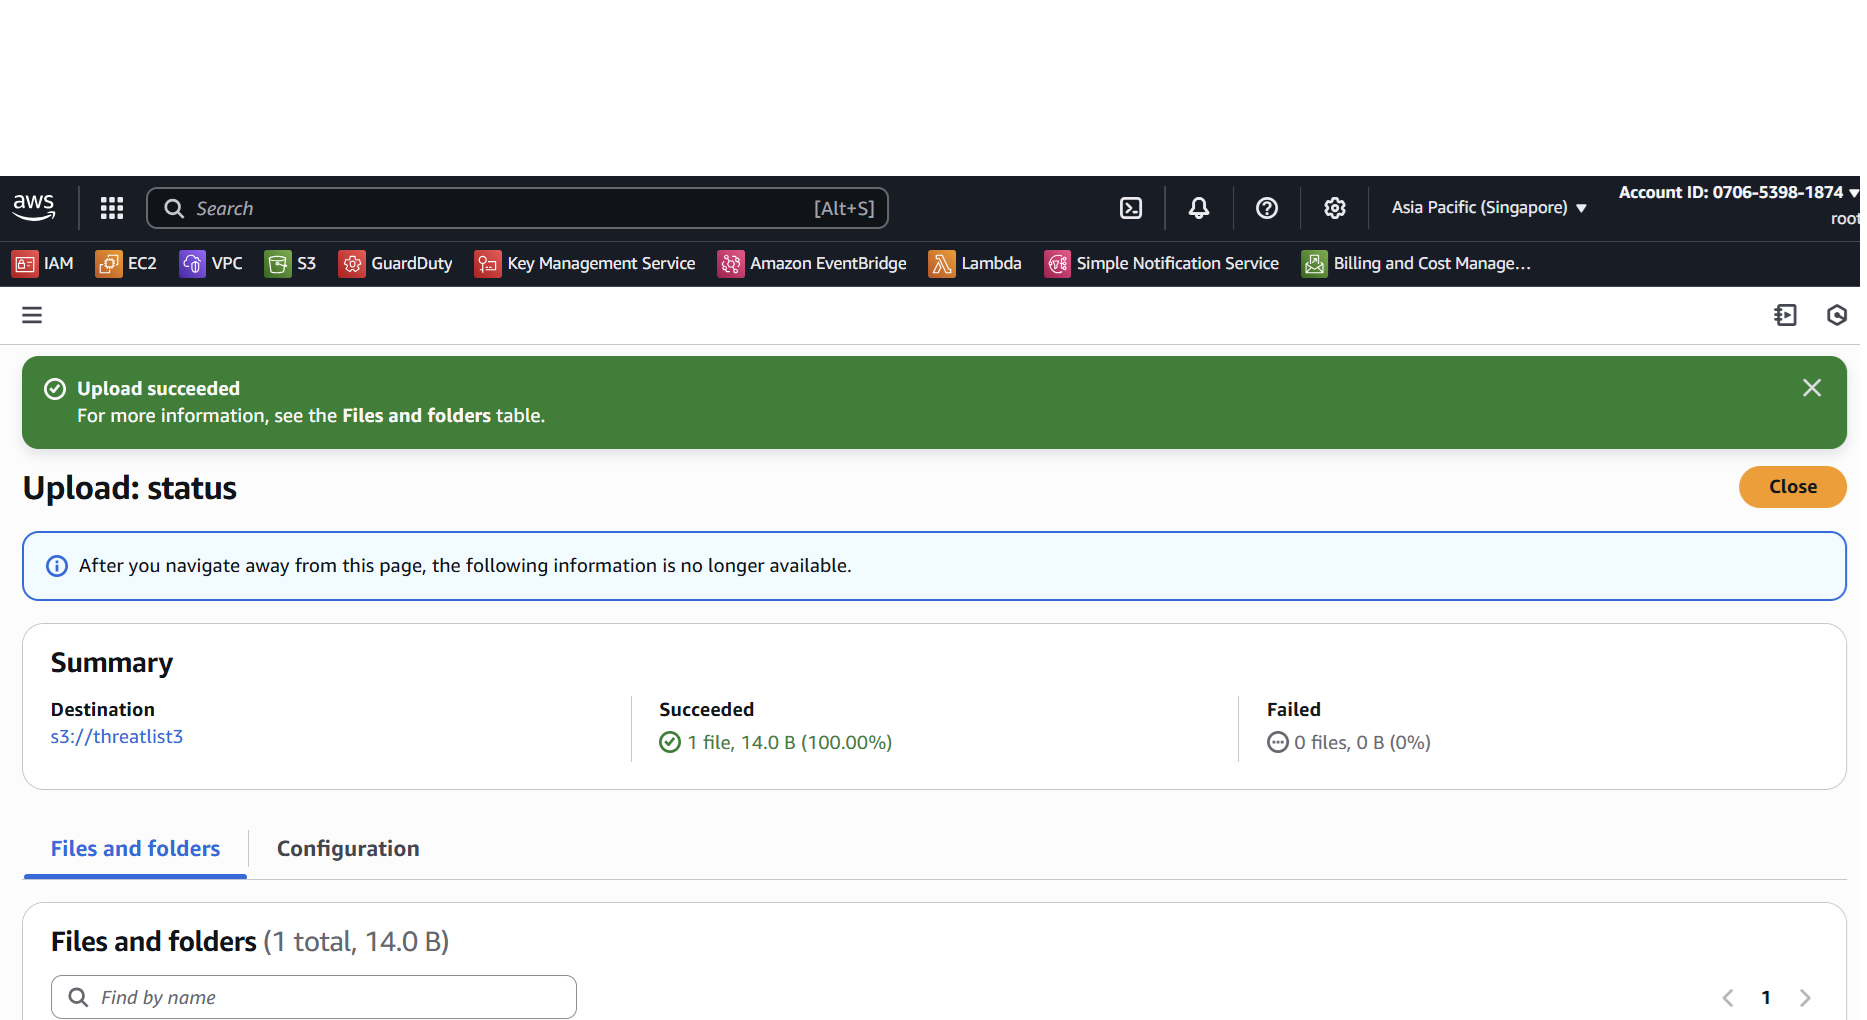 aws
Search [Alt+S]
Asia Pacific (Singapore)
Account ID: 0706-5398-1874
root
IAM EC2 VPC S3 GuardDuty Key Management Service Amazon EventBridge Lambda Simple Notification Service Billing and Cost Manage...
Upload succeeded
For more information, see the Files and folders table.
Upload: status
Close
After you navigate away from this page, the following information is no longer available.
Summary
Destination
s3://threatlist3
Succeeded
1 file, 14.0 B (100.00%)
Failed
0 files, 0 B (0%)
Files and folders
Configuration
Files and folders (1 total, 14.0 B)
Find by name
1